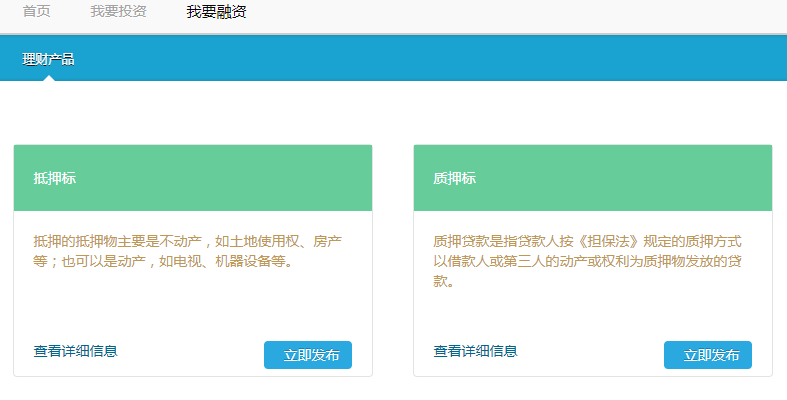 首页 我要投资 我要融资
理财产品
抵押标
抵押的抵押物主要是不动产，如土地使用权、房产
等；也可以是动产，如电视、机器设备等。
查看详细信息 立即发布
质押标
质押贷款是指贷款人按《担保法》规定的质押方式
以借款人或第三人的动产或权利为质押物发放的贷
款。
查看详细信息 立即发布